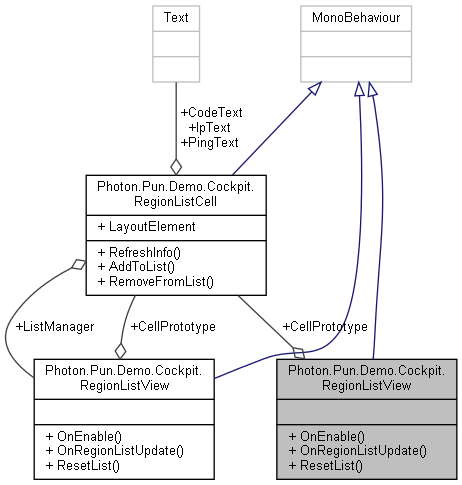 Text
MonoBehaviour
+CodeText
+IpText
+PingText
Photon.Pun.Demo.Cockpit.
RegionListCell
+ LayoutElement
+ RefreshInfo()
+ AddToList()
+ RemoveFromList()
+ListManager
+CellPrototype
+CellPrototype
Photon.Pun.Demo.Cockpit.
RegionListView
+ OnEnable()
+ OnRegionListUpdate()
+ ResetList()
Photon.Pun.Demo.Cockpit.
RegionListView
+ OnEnable()
+ OnRegionListUpdate()
+ ResetList()